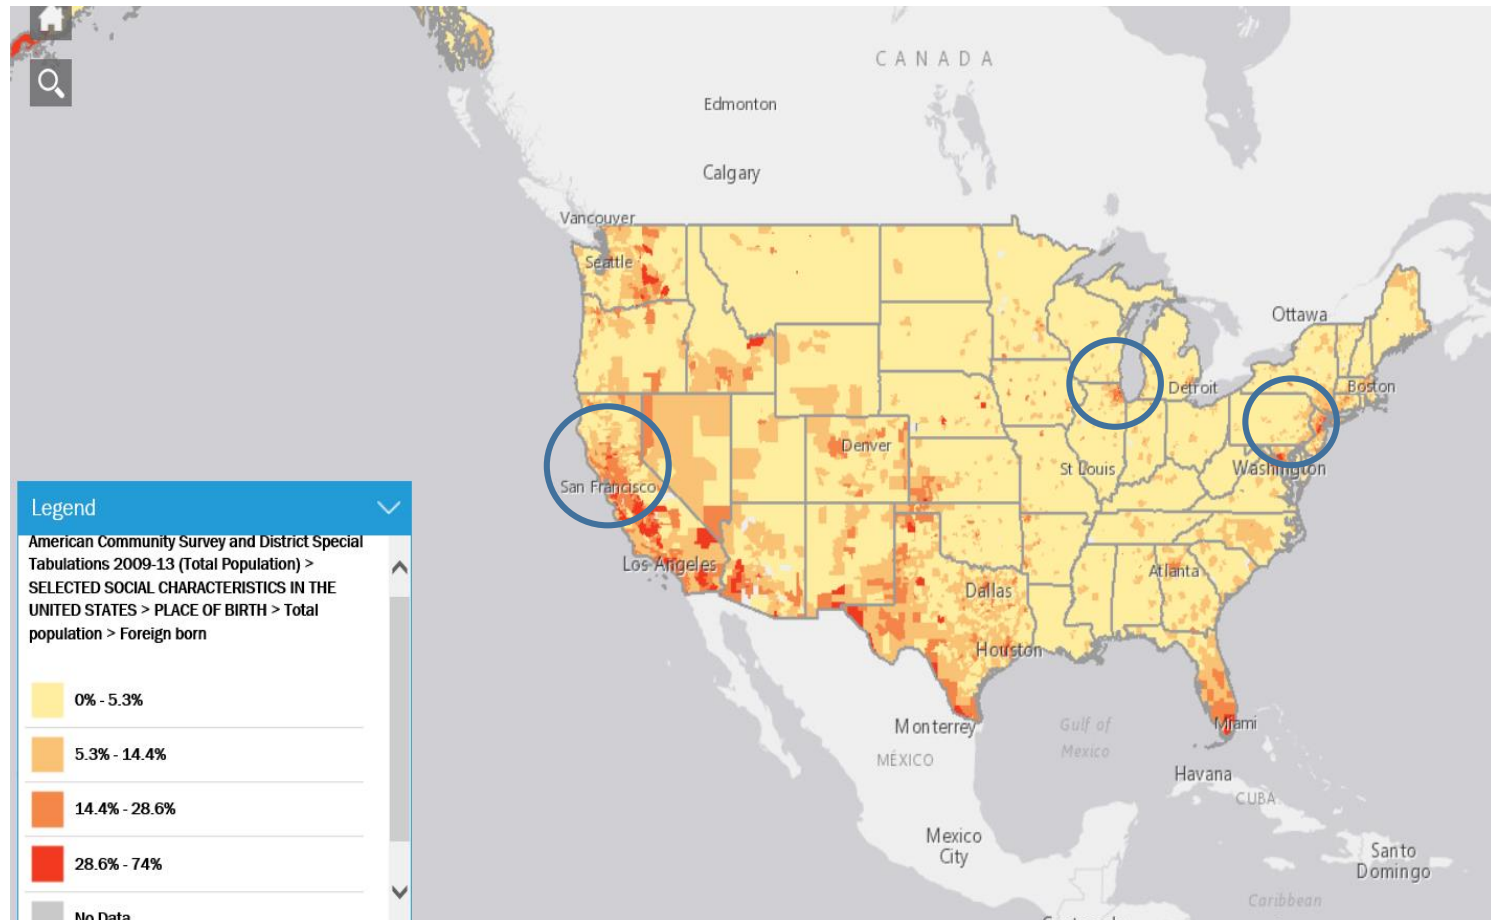 CANADA
Edmonton
Calgary
Vancouver
Seattle
Ottawa
Detroit
Boston
Denver
St Louis
Washington
San Francisco
Los Angeles
Atlanta
Dallas
Houston
Monterrey
Gulf of
Mexico
Miami
MÉXICO
Havana
CUBA
Mexico
City
Santo
Domingo
Caribbean
Legend
American Community Survey and District Special
Tabulations 2009-13 (Total Population) >
SELECTED SOCIAL CHARACTERISTICS IN THE
UNITED STATES > PLACE OF BIRTH > Total
population > Foreign born
0% - 5.3%
5.3% - 14.4%
14.4% - 28.6%
28.6% - 74%
No Data